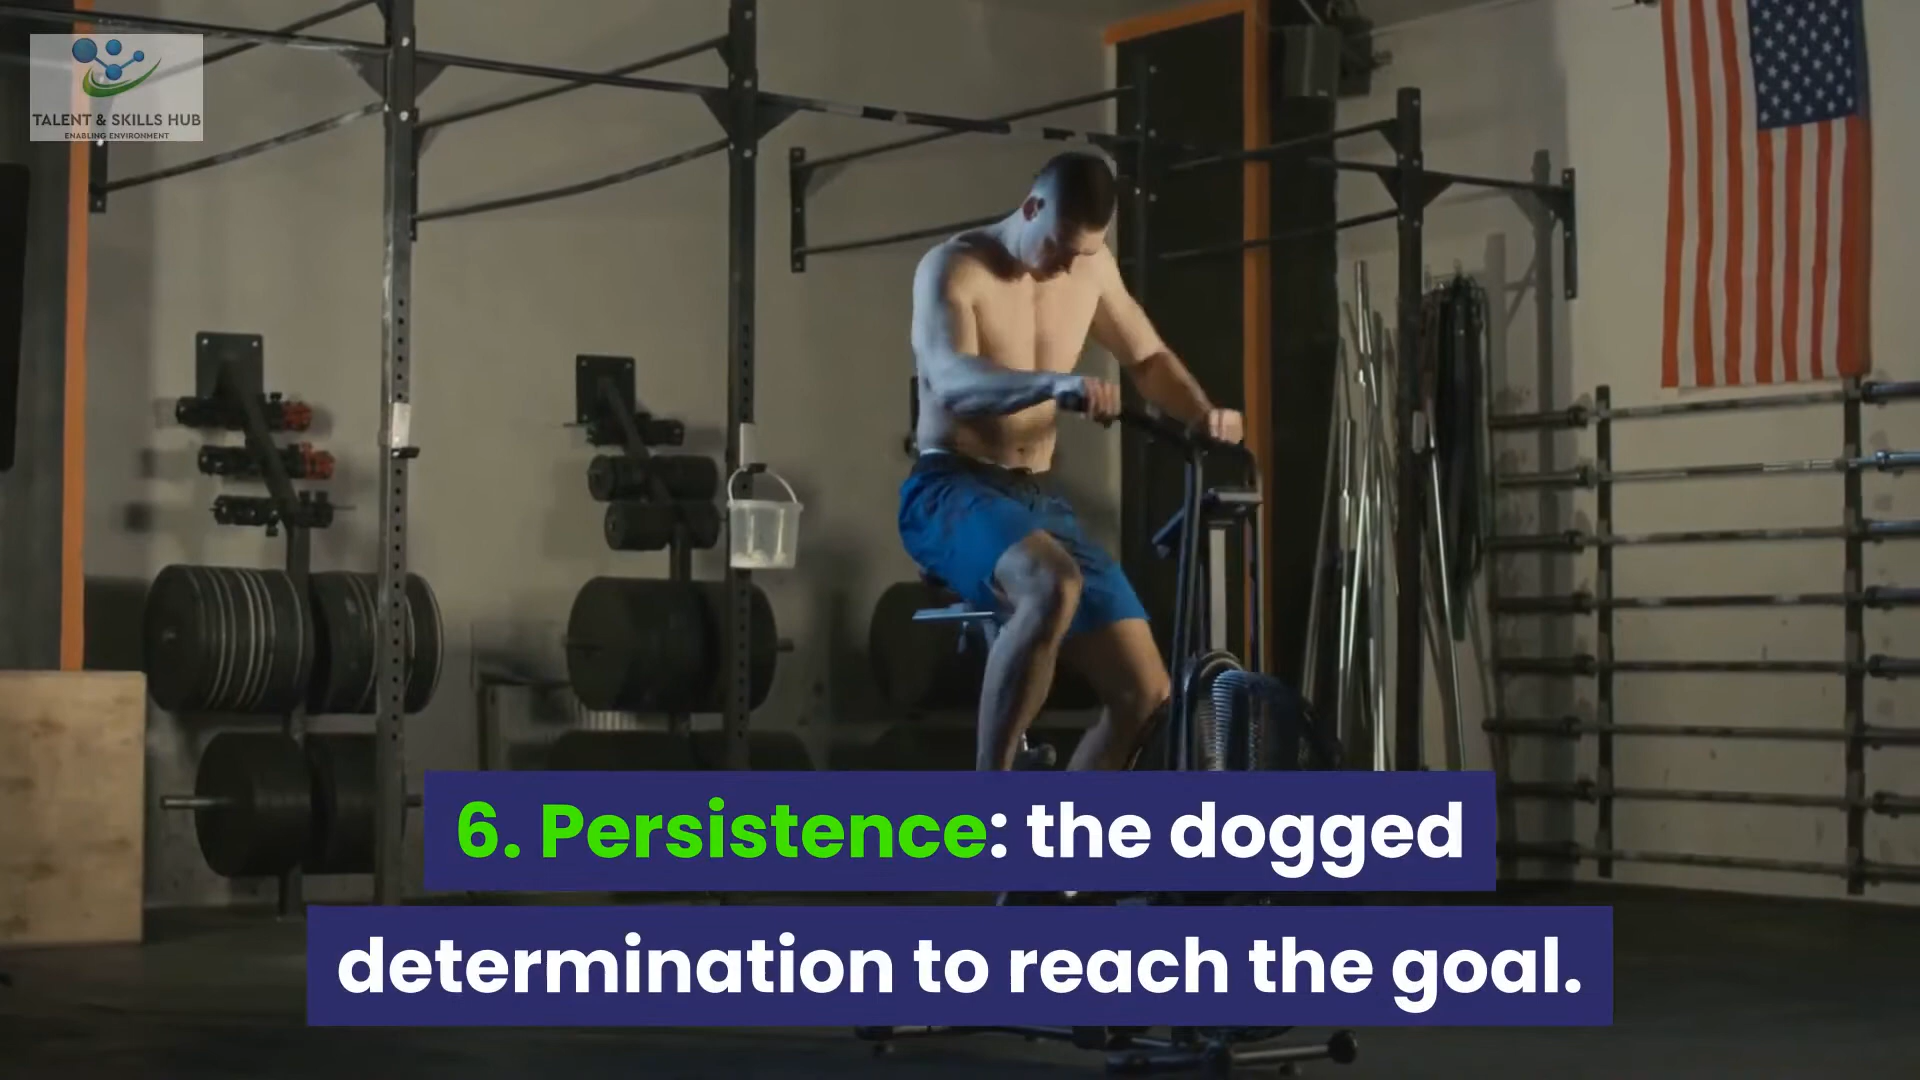 TALENT & SKILLS HUB
ENABLING ENVIRONMENT
6. Persistence: the dogged
determination to reach the goal.